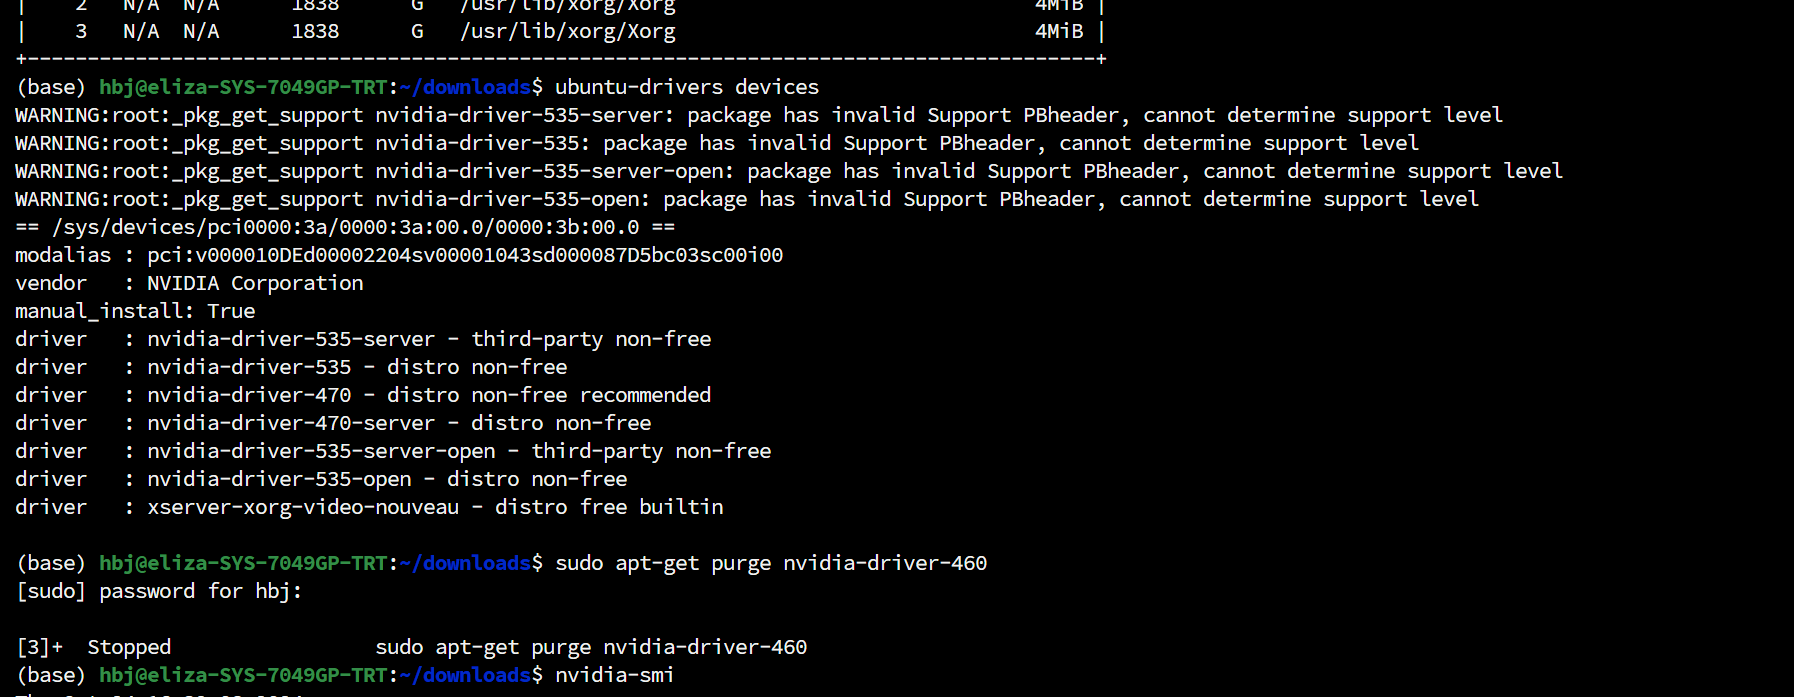 | 2 N/A N/A 1838 G /usr/lib/xorg/Xorg 4MiB |
| 3 N/A N/A 1838 G /usr/lib/xorg/Xorg 4MiB |
+-----------------------------------------------------------------------------------------+
(base) hbj@eliza-SYS-7049GP-TRT:~/downloads$ ubuntu-drivers devices
WARNING:root:_pkg_get_support nvidia-driver-535-server: package has invalid Support PBheader, cannot determine support level
WARNING:root:_pkg_get_support nvidia-driver-535: package has invalid Support PBheader, cannot determine support level
WARNING:root:_pkg_get_support nvidia-driver-535-server-open: package has invalid Support PBheader, cannot determine support level
WARNING:root:_pkg_get_support nvidia-driver-535-open: package has invalid Support PBheader, cannot determine support level
== /sys/devices/pci0000:3a/0000:3a:00.0/0000:3b:00.0 ==
modalias : pci:v000010DEd00002204sv00001043sd000087D5bc03sc00i00
vendor   : NVIDIA Corporation
manual_install: True
driver   : nvidia-driver-535-server - third-party non-free
driver   : nvidia-driver-535 - distro non-free
driver   : nvidia-driver-470 - distro non-free recommended
driver   : nvidia-driver-470-server - distro non-free
driver   : nvidia-driver-535-server-open - third-party non-free
driver   : nvidia-driver-535-open - distro non-free
driver   : xserver-xorg-video-nouveau - distro free builtin
(base) hbj@eliza-SYS-7049GP-TRT:~/downloads$ sudo apt-get purge nvidia-driver-460
[sudo] password for hbj:
[3]+  Stopped                 sudo apt-get purge nvidia-driver-460
(base) hbj@eliza-SYS-7049GP-TRT:~/downloads$ nvidia-smi